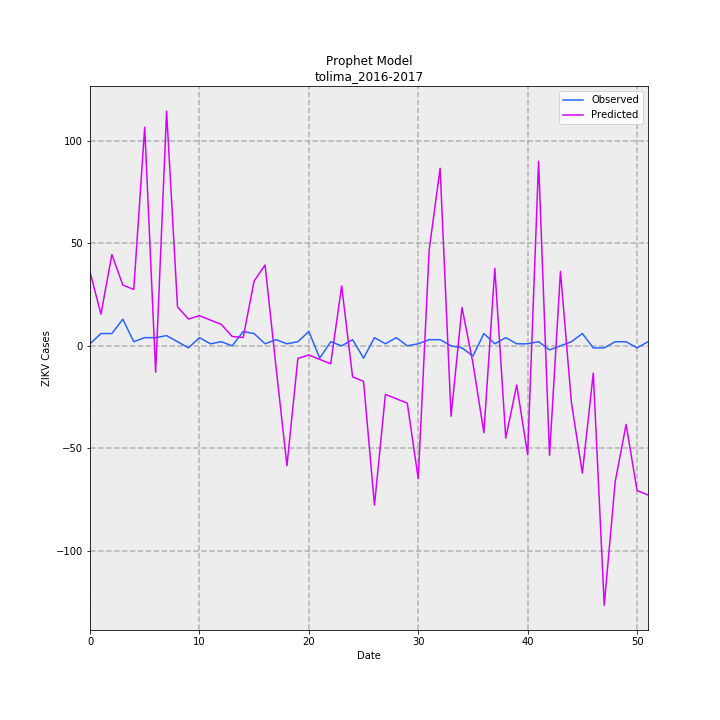 Prophet Model
tolima_2016-2017
Observed
Predicted
ZIKV Cases
100
50
0
−50
−100
0 10 20 30 40 50
Date